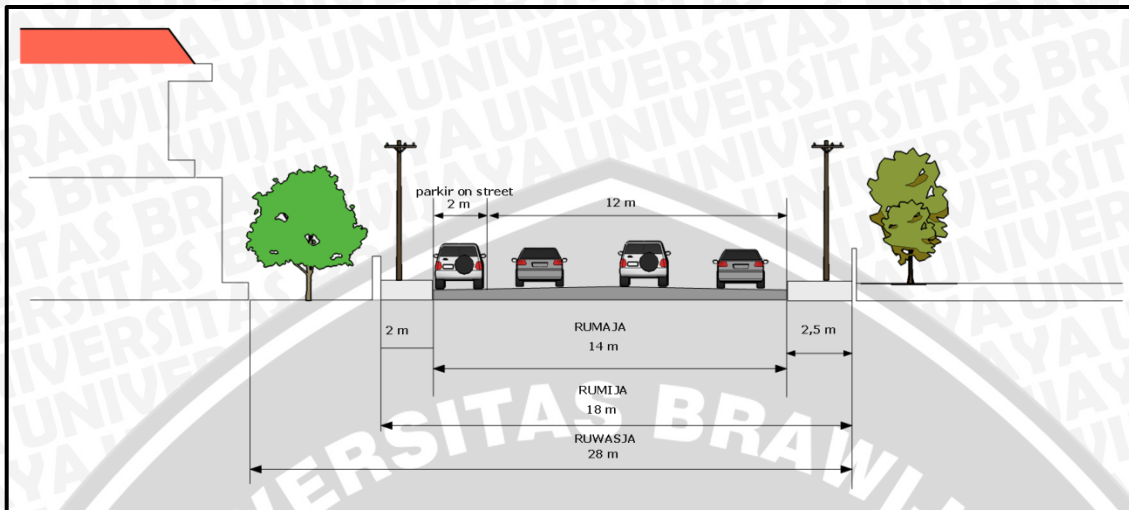 parkir on street
2 m
12 m
2 m
RUMAJA
14 m
2,5 m
RUMIJA
18 m
RUWASJA
28 m
UNIVERSITAS BRAWIJAYA